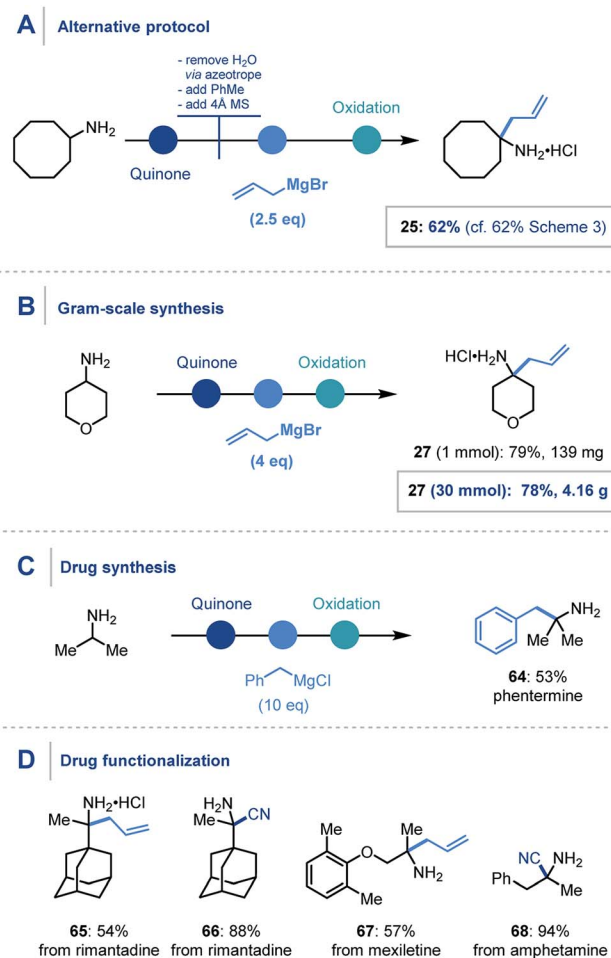 A Alternative protocol
- remove H2O
via azeotrope
- add PhMe
- add 4Å MS
Oxidation
NH2
Quinone
MgBr
(2.5 eq)
NH2•HCl
25: 62% (cf. 62% Scheme 3)
B Gram-scale synthesis
NH2
O
Quinone
Oxidation
MgBr
(4 eq)
HCl•H2N
O
27 (1 mmol): 79%, 139 mg
27 (30 mmol): 78%, 4.16 g
C Drug synthesis
NH2
Me
Me
Quinone
Oxidation
Ph
MgCl
(10 eq)
NH2
Me
Me
64: 53%
phentermine
D Drug functionalization
NH2•HCl
Me
65: 54%
from rimantadine
H2N
Me
CN
66: 88%
from rimantadine
Me
O
Me
Me
NH2
67: 57%
from mexiletine
NC
NH2
Ph
Me
68: 94%
from amphetamine